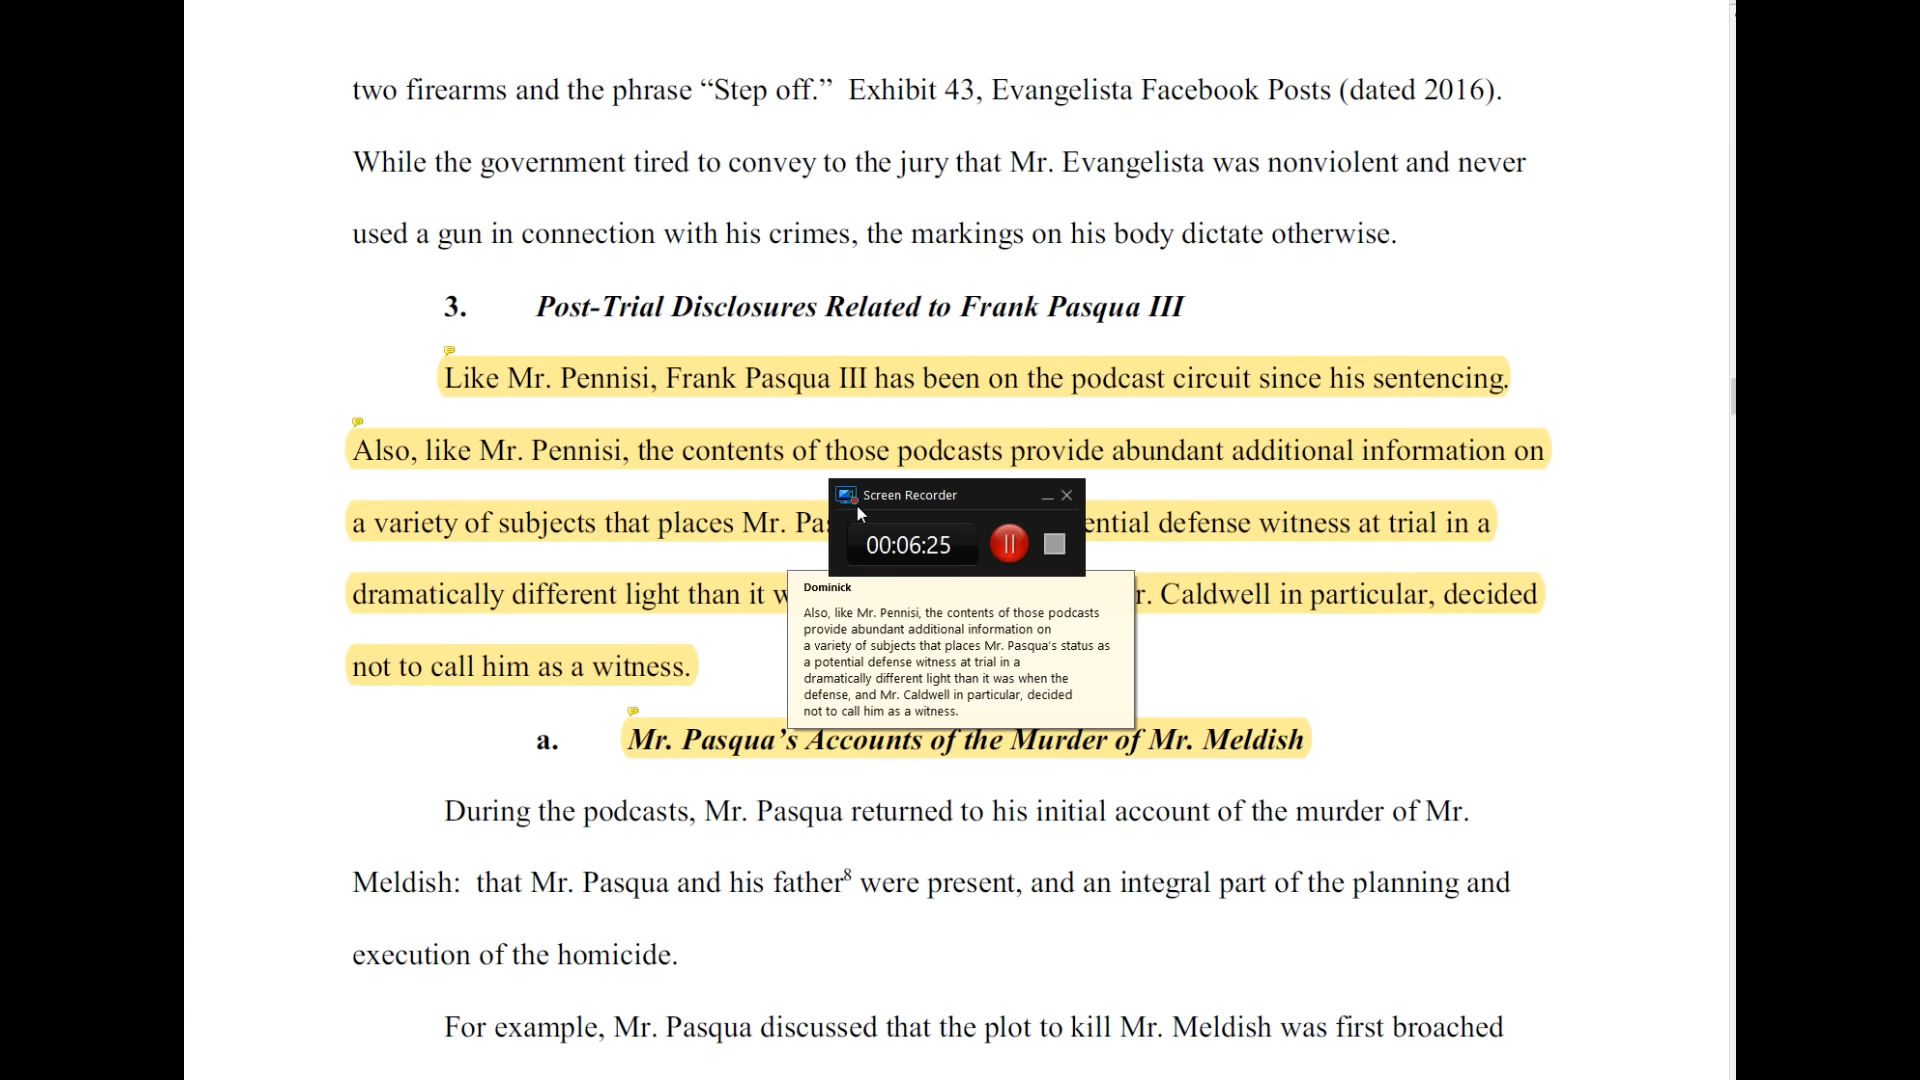 two firearms and the phrase “Step off.”  Exhibit 43, Evangelista Facebook Posts (dated 2016).
While the government tired to convey to the jury that Mr. Evangelista was nonviolent and never
used a gun in connection with his crimes, the markings on his body dictate otherwise.
3. Post-Trial Disclosures Related to Frank Pasqua III
Like Mr. Pennisi, Frank Pasqua III has been on the podcast circuit since his sentencing.
Also, like Mr. Pennisi, the contents of those podcasts provide abundant additional information on
a variety of subjects that places Mr. Pas ential defense witness at trial in a
dramatically different light than it w r. Caldwell in particular, decided
not to call him as a witness.
Screen Recorder
00:06:25
Dominick
Also, like Mr. Pennisi, the contents of those podcasts
provide abundant additional information on
a variety of subjects that places Mr. Pasqua's status as
a potential defense witness at trial in a
dramatically different light than it was when the
defense, and Mr. Caldwell in particular, decided
not to call him as a witness.
a. Mr. Pasqua’s Accounts of the Murder of Mr. Meldish
During the podcasts, Mr. Pasqua returned to his initial account of the murder of Mr.
Meldish:  that Mr. Pasqua and his father8 were present, and an integral part of the planning and
execution of the homicide.
For example, Mr. Pasqua discussed that the plot to kill Mr. Meldish was first broached